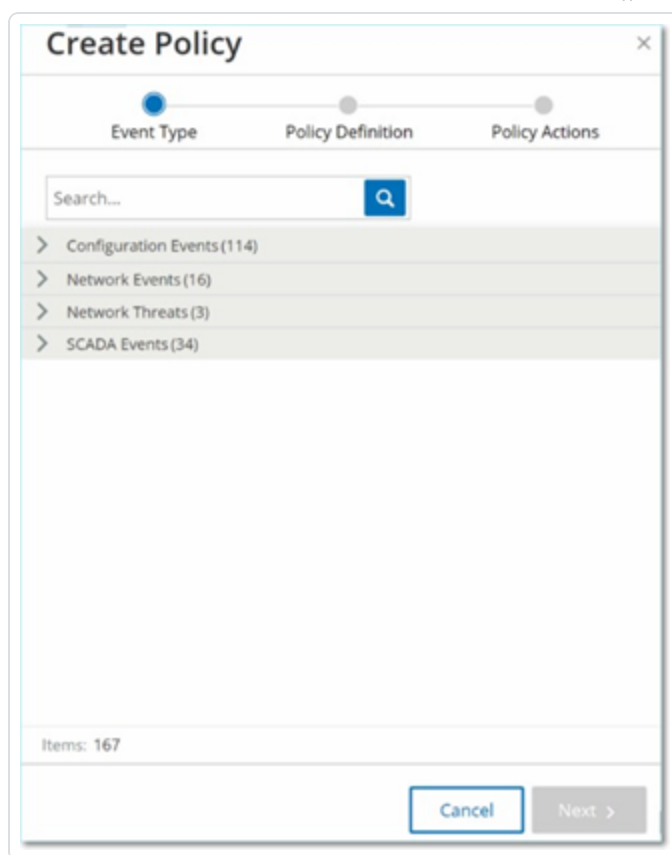 Create Policy
Event Type Policy Definition Policy Actions
Search...
Configuration Events (114)
Network Events (16)
Network Threats (3)
SCADA Events (34)
Items: 167
Cancel Next >